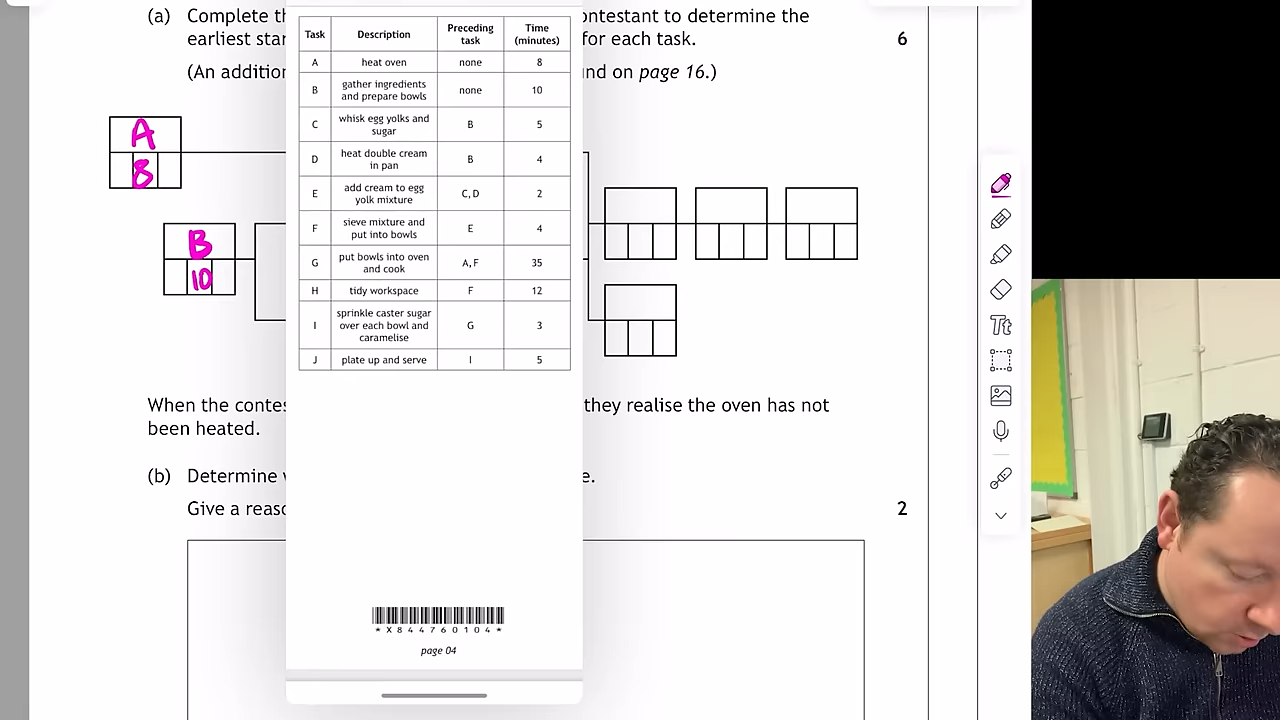 (a) Complete th
ontestant to determine the
earliest star
for each task.
6
(An addition
nd on page 16.)
Task Description Preceding task Time (minutes)
A heat oven none 8
B gather ingredients and prepare bowls none 10
C whisk egg yolks and sugar B 5
D heat double cream in pan B 4
E add cream to egg yolk mixture C, D 2
F sieve mixture and put into bowls E 4
G put bowls into oven and cook A, F 35
H tidy workspace F 12
I sprinkle caster sugar over each bowl and caramelise G 3
J plate up and serve I 5
A
8
B
10
When the contes
they realise the oven has not
been heated.
(b) Determine
e.
Give a reaso
2
*X844760104*
page 04
Tt